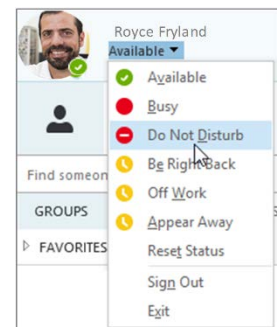 Royce Fryland
Available
Available
Busy
Do Not Disturb
Be Right Back
Find someon
Off Work
GROUPS
Appear Away
FAVORITES
Reset Status
Sign Out
Exit